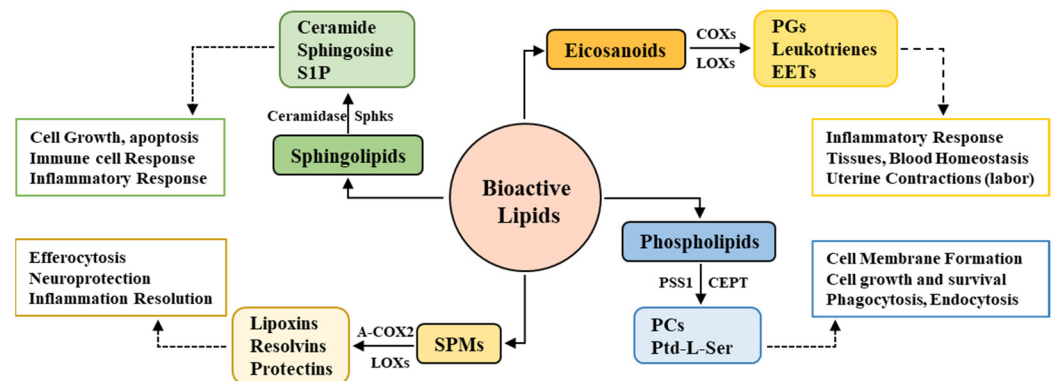 Ceramide
Sphingosine
S1P
Ceramidase Sphks
Sphingolipids
Cell Growth, apoptosis
Immune cell Response
Inflammatory Response
Eicosanoids
COXs
LOXs
PGs
Leukotrienes
EETs
Inflammatory Response
Tissues, Blood Homeostasis
Uterine Contractions (labor)
Bioactive
Lipids
Phospholipids
PSS1 CEPT
PCs
Ptd-L-Ser
Cell Membrane Formation
Cell growth and survival
Phagocytosis, Endocytosis
SPMs
A-COX2
LOXs
Lipoxins
Resolvins
Protectins
Efferocytosis
Neuroprotection
Inflammation Resolution